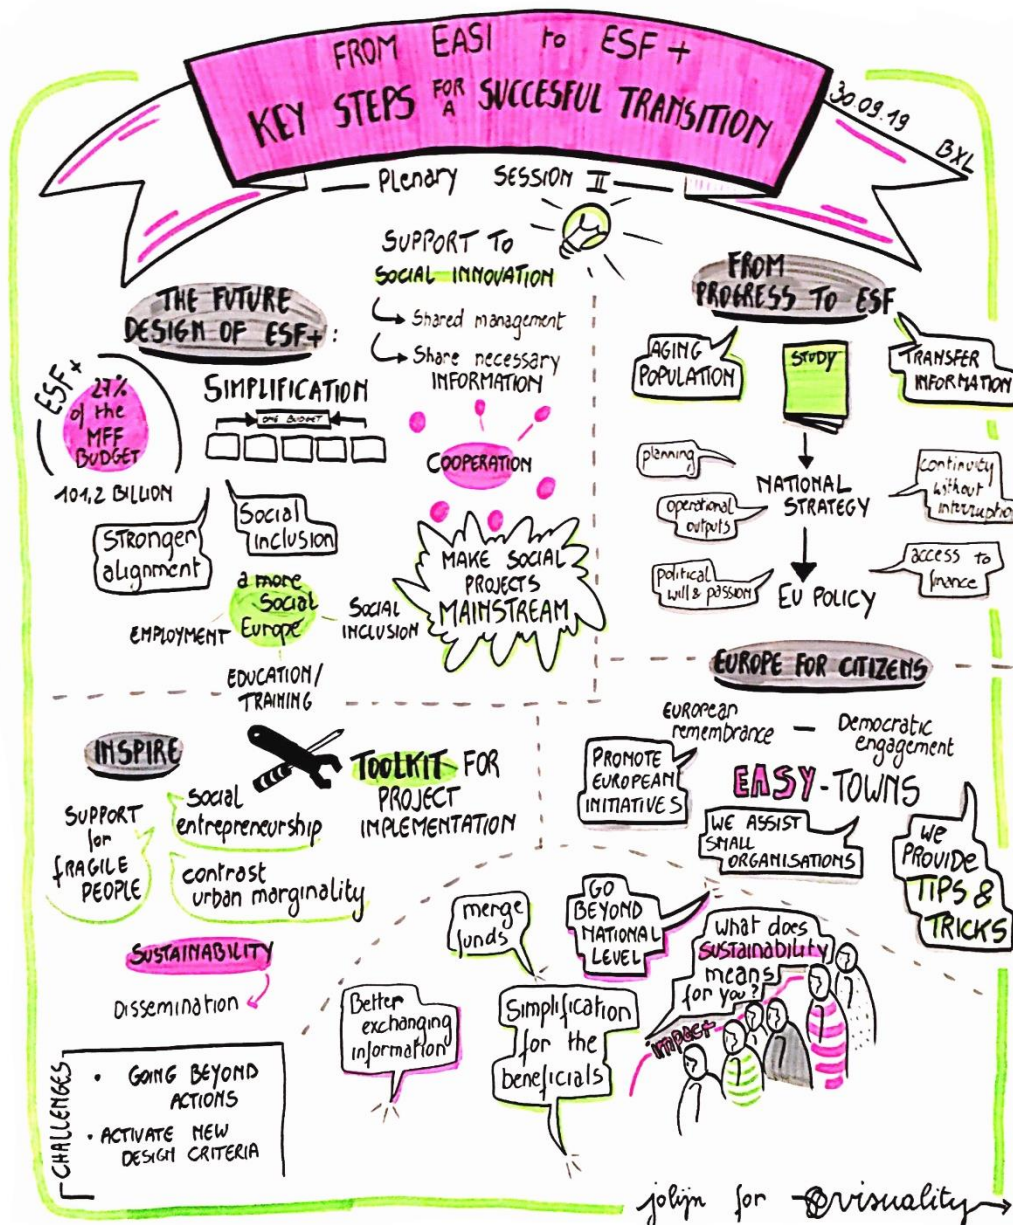 FROM EASI to ESF +
KEY STEPS FOR A SUCCESFUL TRANSITION
30.09.19
BXL
Plenary SESSION II
THE FUTURE
DESIGN OF ESF+:
ESF+
27%
of the
MFF
BUDGET
101,2 BILLION
SIMPLIFICATION
ONE BUDGET
Stronger
alignment
Social
inclusion
a more
Social
Europe
EMPLOYMENT
SOCIAL
INCLUSION
EDUCATION/
TRAINING
SUPPORT TO
SOCIAL INNOVATION
Shared management
Share necessary
INFORMATION
COOPERATION
MAKE SOCIAL
PROJECTS
MAINSTREAM
FROM
PROGRESS TO ESF
AGING
POPULATION
STUDY
TRANSFER
INFORMATION
planning
operational
outputs
NATIONAL
STRATEGY
continuity
without
interruption
political
will & passion
EU POLICY
access to
finance
EUROPE FOR CITIZENS
EUROPEAN
remembrance
—
Democratic
engagement
PROMOTE
EUROPEAN
INITIATIVES
EASY-TOWNS
WE ASSIST
SMALL
ORGANISATIONS
WE
PROVIDE
TIPS &
TRICKS
INSPIRE
SUPPORT
for
fRAGILE
PEOPLE
Social
entrepreneurship
contrast
urban marginality
TOOLKIT FOR
PROJECT
IMPLEMENTATION
SUSTAINABILITY
Dissemination
CHALLENGES
• GOING BEYOND
ACTIONS
• ACTIVATE NEW
DESIGN CRITERIA
Better
exchanging
information
merge
funds
Simplification
for the
beneficials
GO
BEYOND
NATIONAL
LEVEL
What does
SUSTAINABILITY
means
for you?
impact
jolijn for visuality